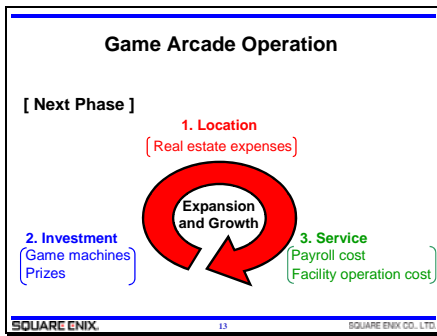 Game Arcade Operation
[ Next Phase ]
1. Location
Real estate expenses
Expansion
and Growth
2. Investment
Game machines
Prizes
3. Service
Payroll cost
Facility operation cost
SQUARE ENIX.
13
SQUARE ENIX CO., LTD.